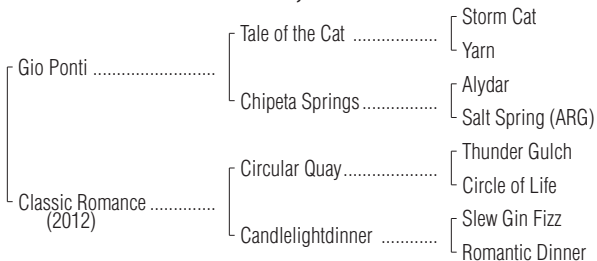 Storm Cat
Tale of the Cat ..................
Yarn
Gio Ponti ..........................
Alydar
Chipeta Springs................
Salt Spring (ARG)
Thunder Gulch
Circular Quay....................
Circle of Life
Classic Romance ..............
(2012)
Slew Gin Fizz
Candlelightdinner ............
Romantic Dinner